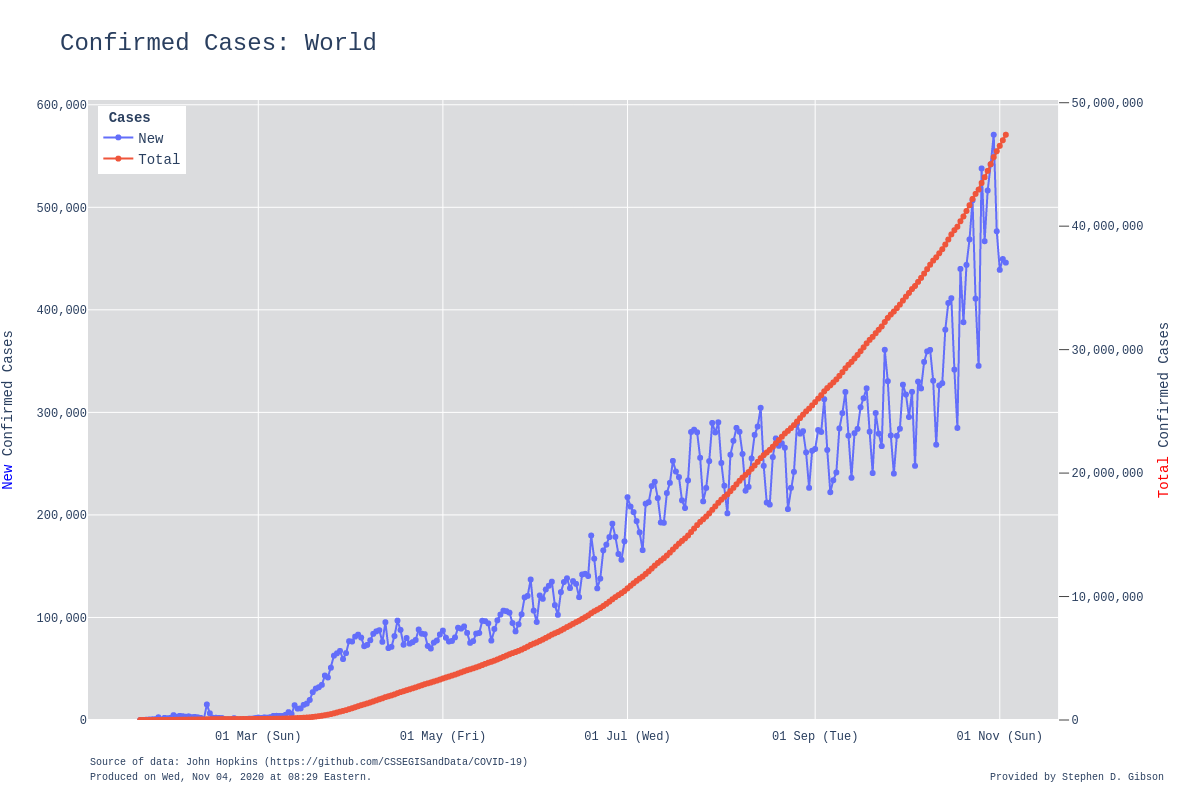 Confirmed Cases: World
Cases
New
Total
600,000
500,000
400,000
300,000
200,000
100,000
0
New Confirmed Cases
50,000,000
40,000,000
30,000,000
20,000,000
10,000,000
0
Total Confirmed Cases
01 Mar (Sun)
01 May (Fri)
01 Jul (Wed)
01 Sep (Tue)
01 Nov (Sun)
Source of data: John Hopkins (https://github.com/CSSEGISandData/COVID-19)
Produced on Wed, Nov 04, 2020 at 08:29 Eastern.
Provided by Stephen D. Gibson